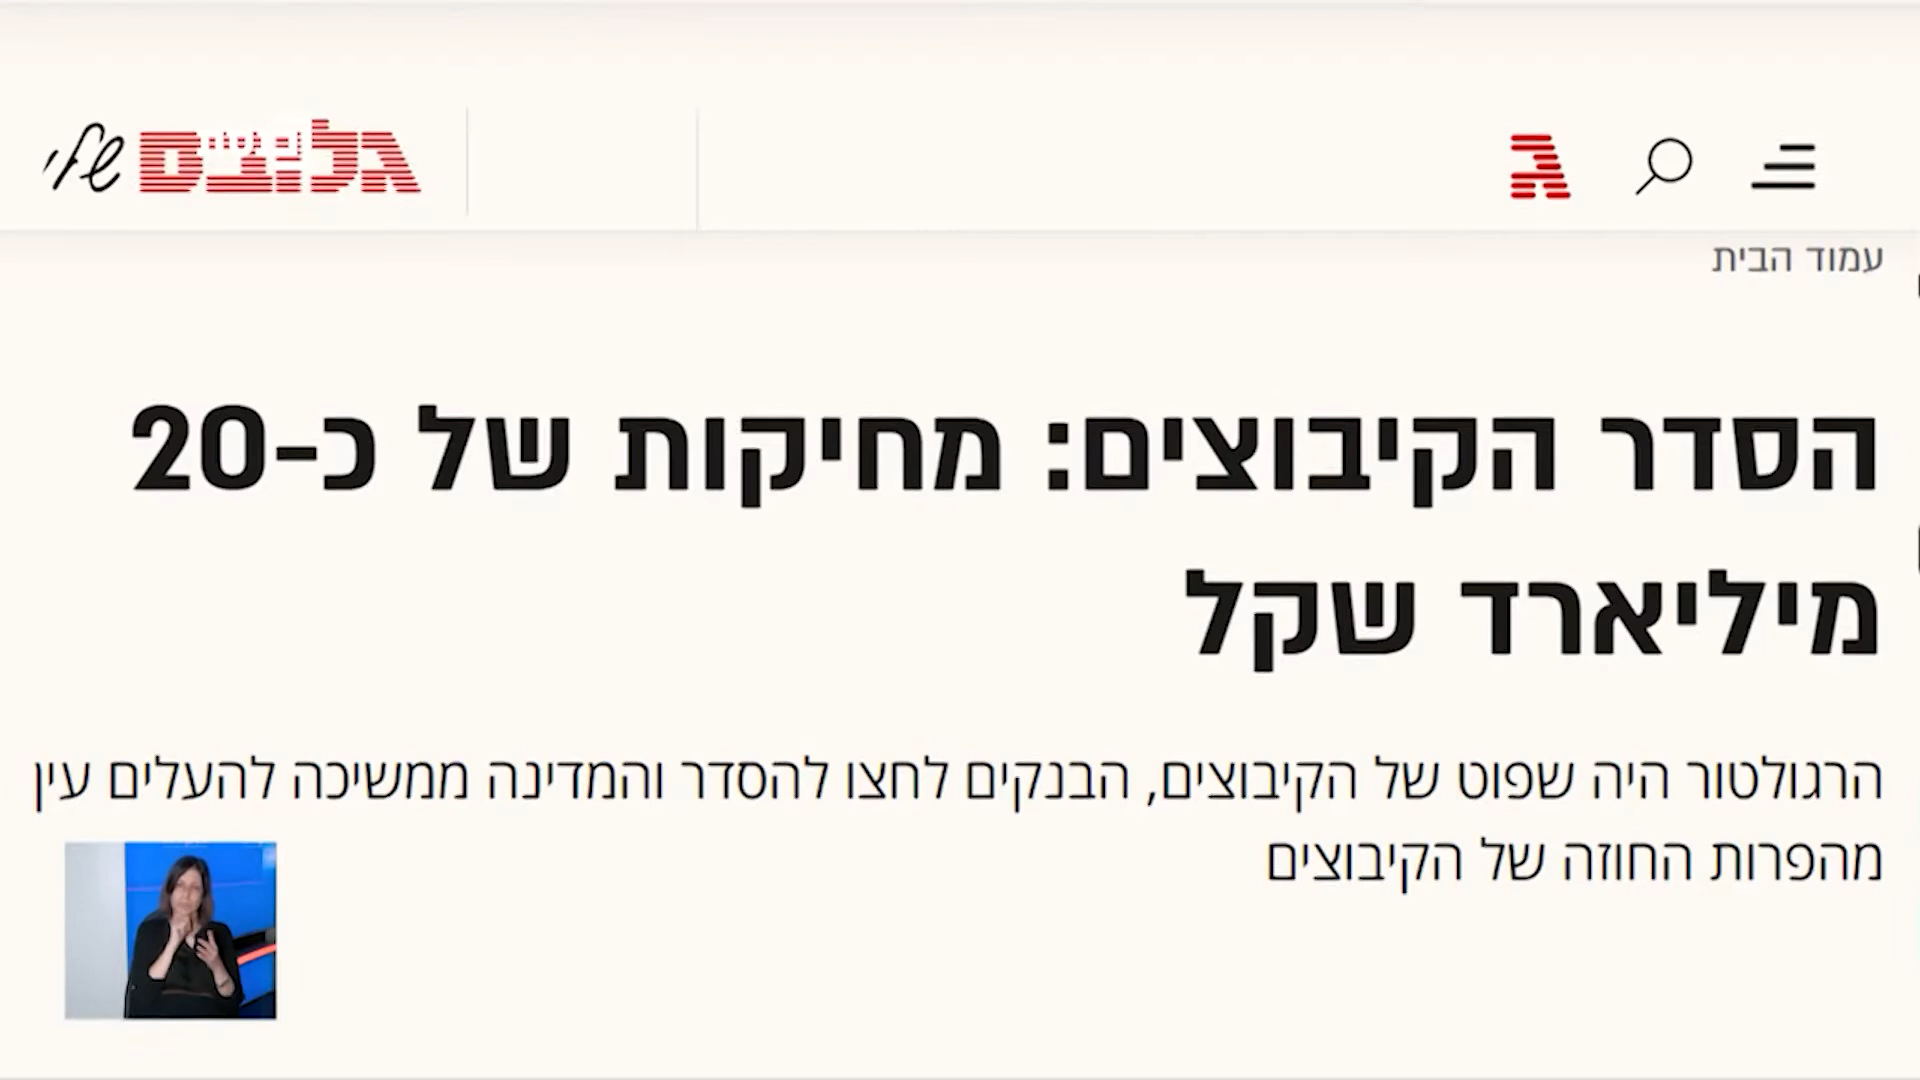 גלובס שלי
ג
עמוד הבית
הסדר הקיבוצים: מחיקות של כ-20
מיליארד שקל
הרגולטור היה שפוט של הקיבוצים, הבנקים לחצו להסדר והמדינה ממשיכה להעלים עין
מהפרות החוזה של הקיבוצים